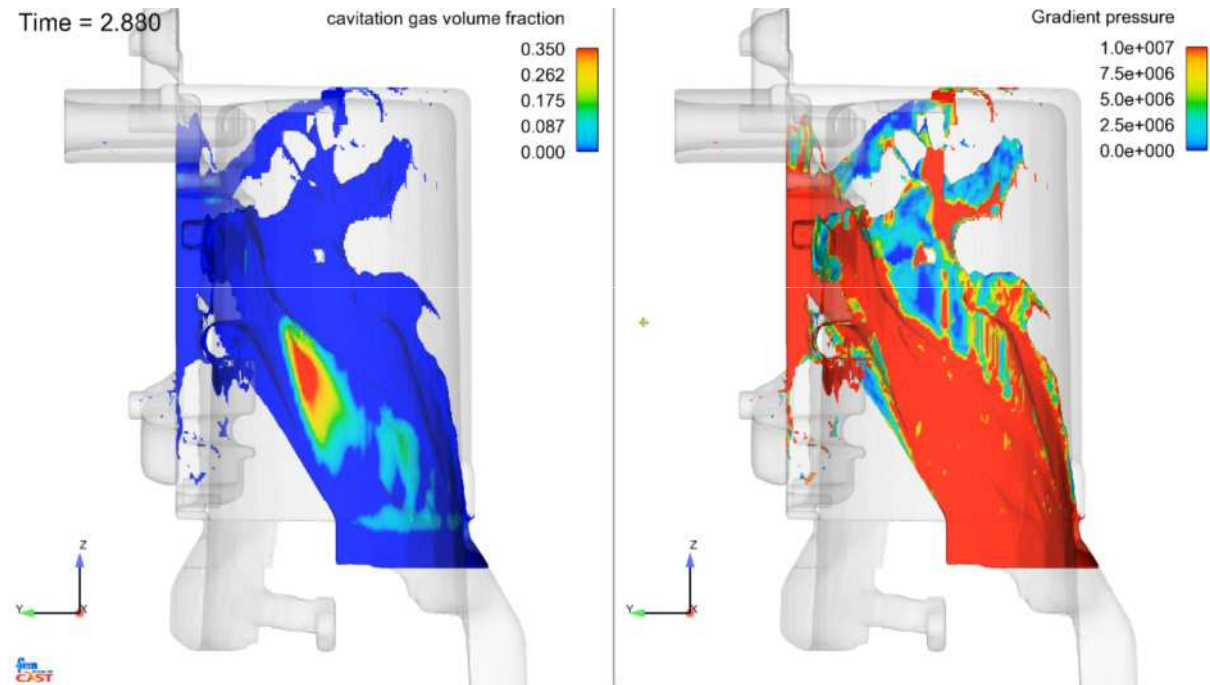 Time = 2.880
cavitation gas volume fraction
0.350
0.262
0.175
0.087
0.000
Gradient pressure
1.0e+007
7.5e+006
5.0e+006
2.5e+006
0.0e+000
Z
Y
X
Z
Y
X
CAST